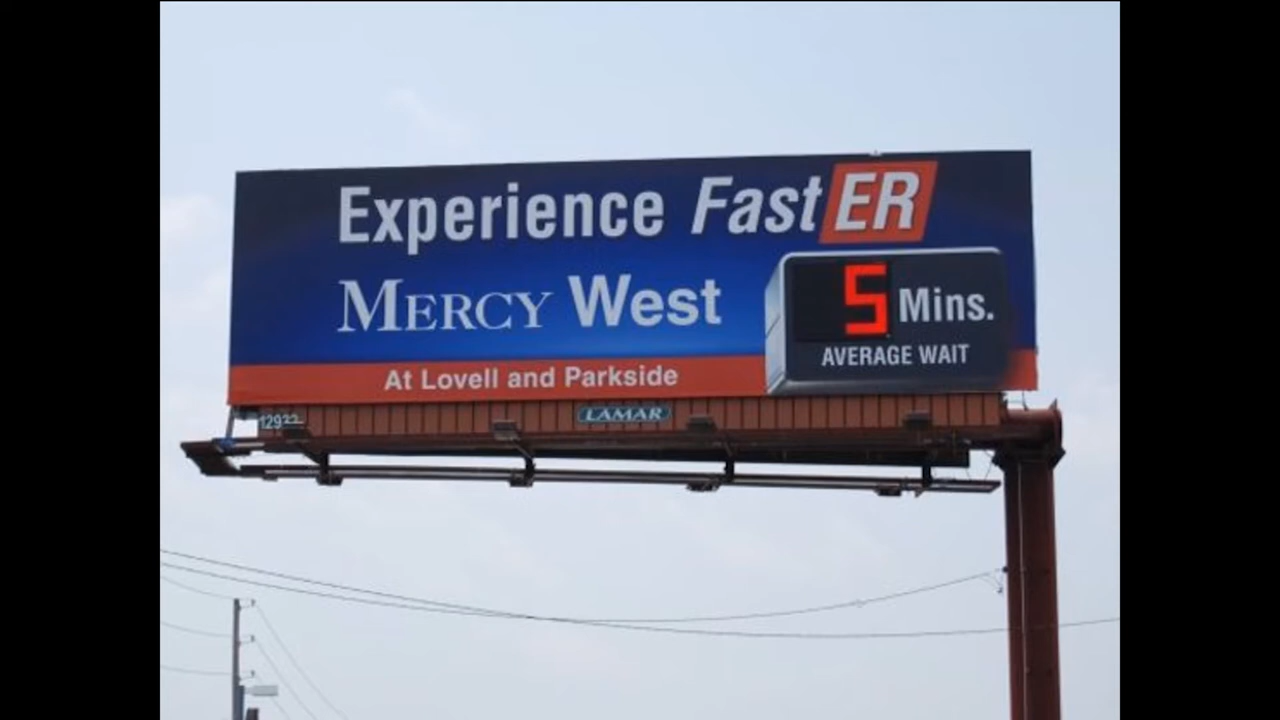 Experience FastER
MERCY West
5 Mins.
AVERAGE WAIT
At Lovell and Parkside
LAMAR